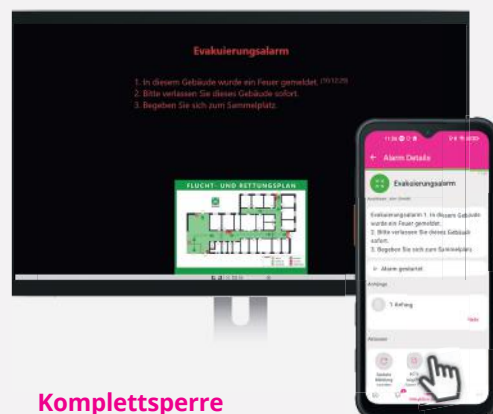 Evakuierungsalarm
1. In diesem Gebäude wurde ein Feuer gemeldet.
2. Bitte verlassen Sie dieses Gebäude sofort.
3. Begeben Sie sich zum Sammelplatz.
FLUCHT- UND RETTUNGSPLAN
Alarm Details
Evakuierungsalarm
Evakuierungsalarm 1. In diesem Gebäude
wurde ein Feuer gemeldet.
2. Bitte verlassen Sie dieses Gebäude
sofort.
3. Begeben Sie sich zum Sammelplatz.
Alarm gestartet
Anhänge
1 Anhang
Komplettsperre